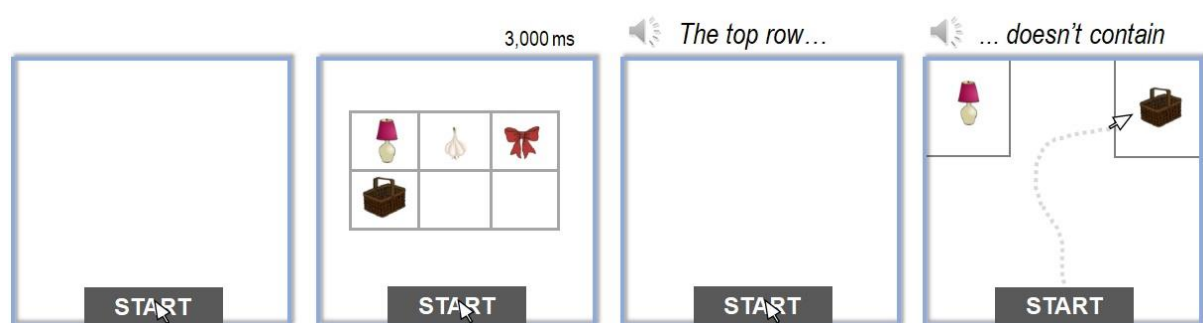 3,000 ms
The top row…
... doesn't contain
START
START
START
START